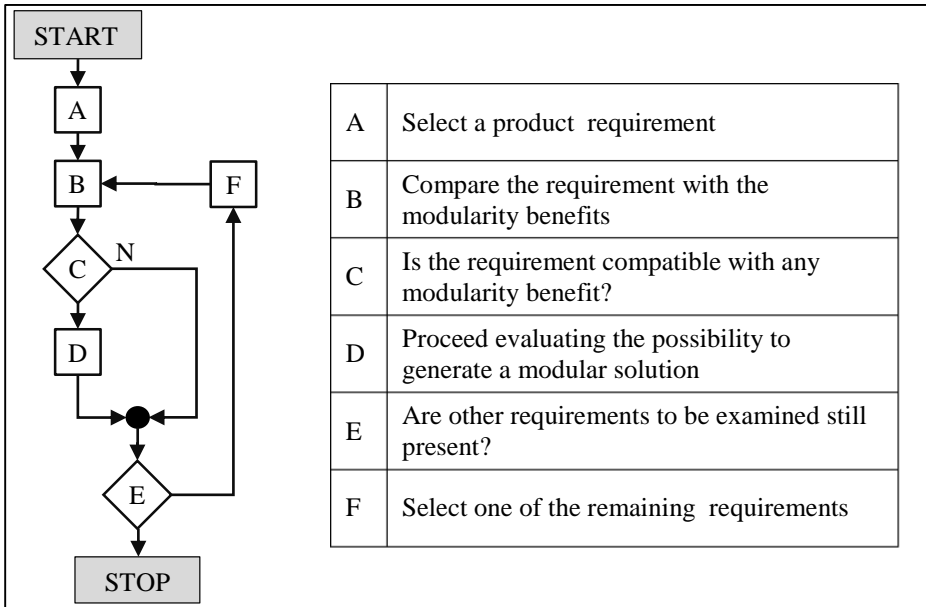 START
A
B
F
C
N
D
E
STOP
A
Select a product requirement
B
Compare the requirement with the
modularity benefits
C
Is the requirement compatible with any
modularity benefit?
D
Proceed evaluating the possibility to
generate a modular solution
E
Are other requirements to be examined still
present?
F
Select one of the remaining requirements